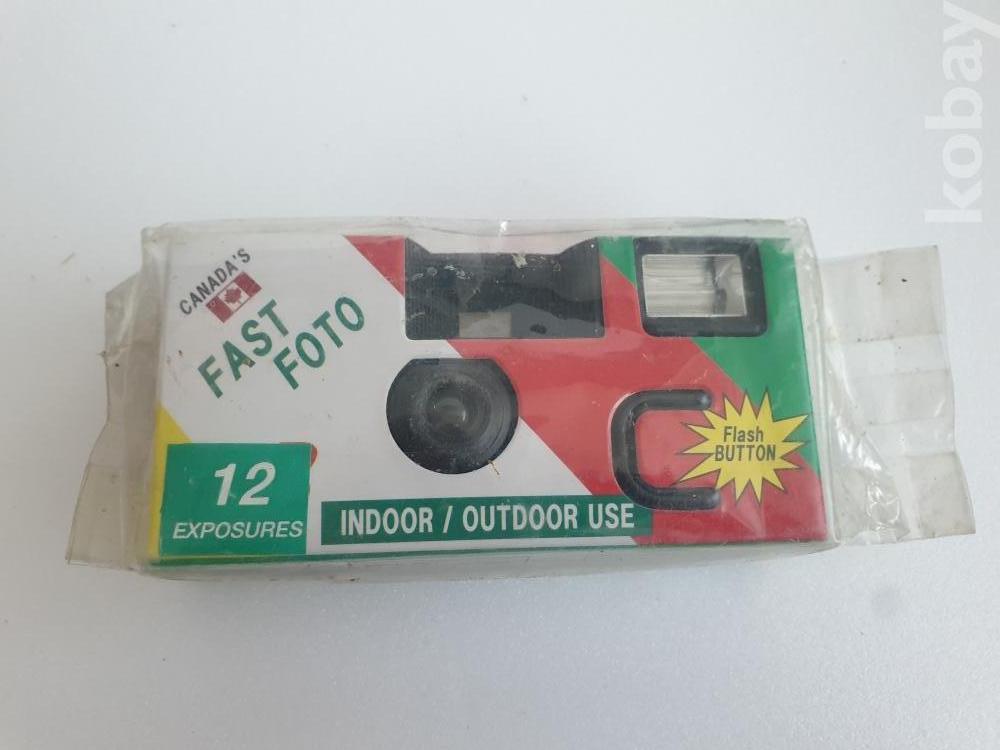 CANADA'S
FAST
FOTO
12
EXPOSURES
INDOOR / OUTDOOR USE
Flash
BUTTON
kobay